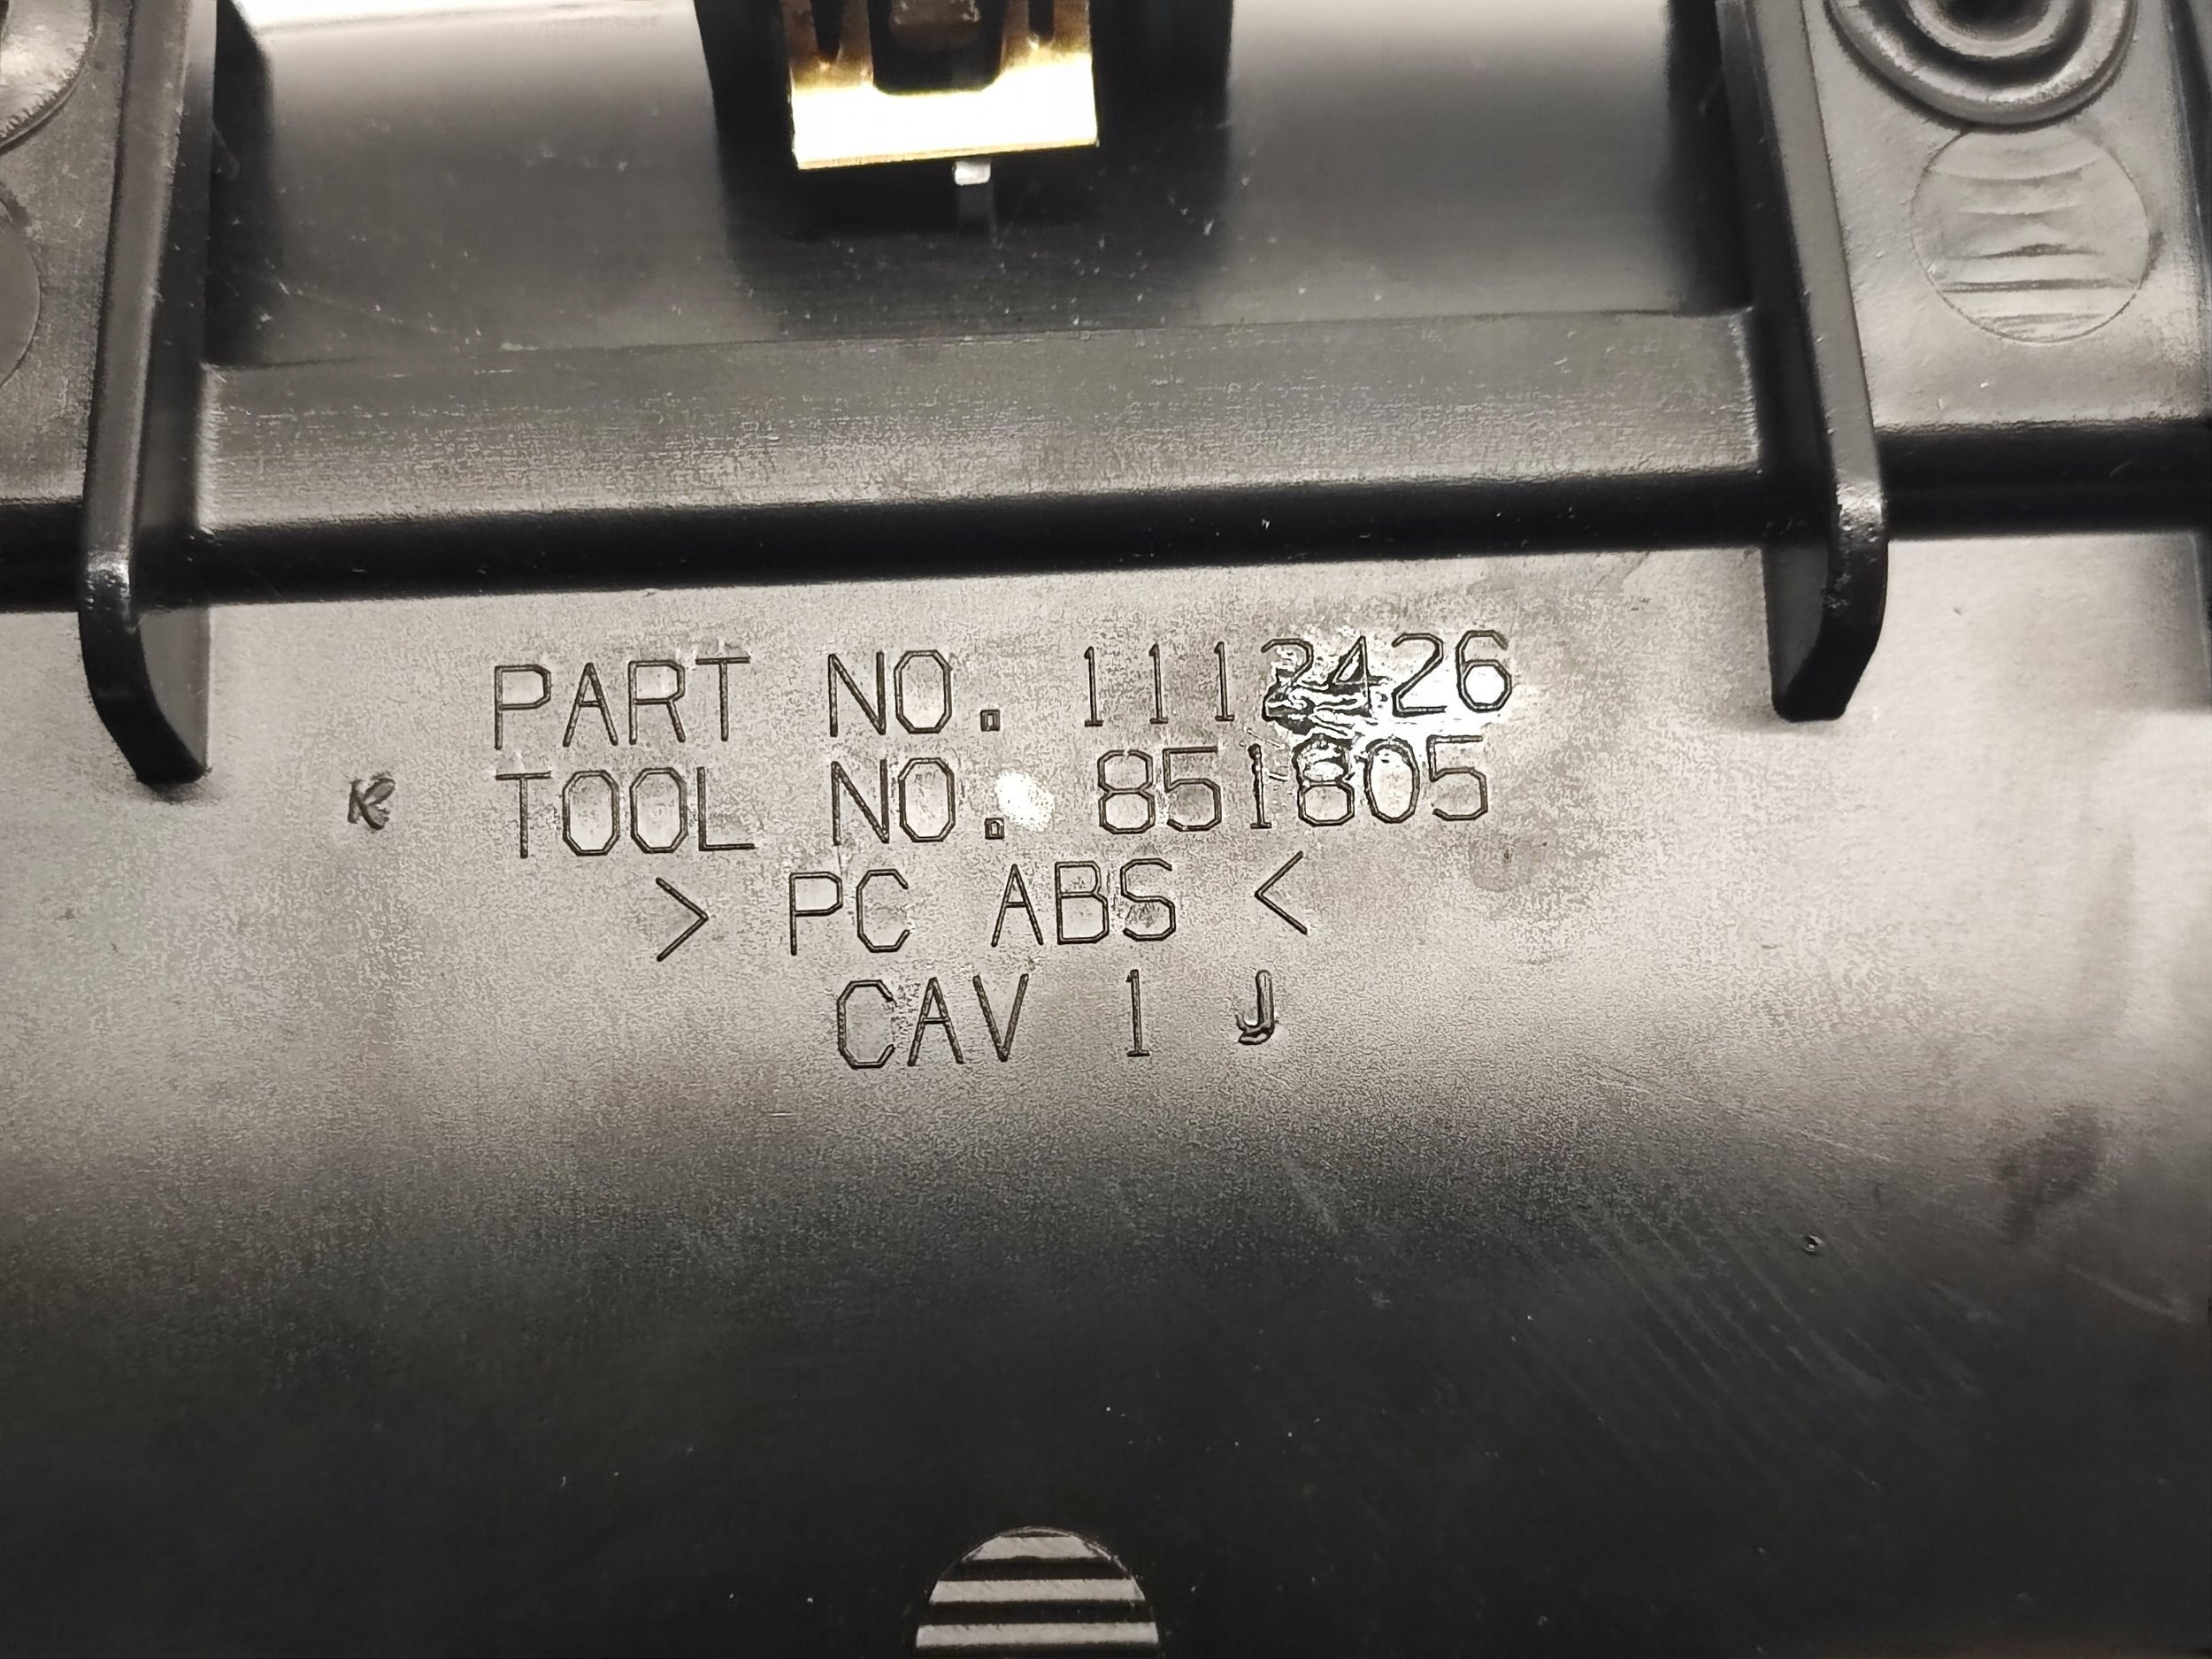 PART NO. 1112426
K TOOL NO. 851805
> PC ABS <
CAV 1 J